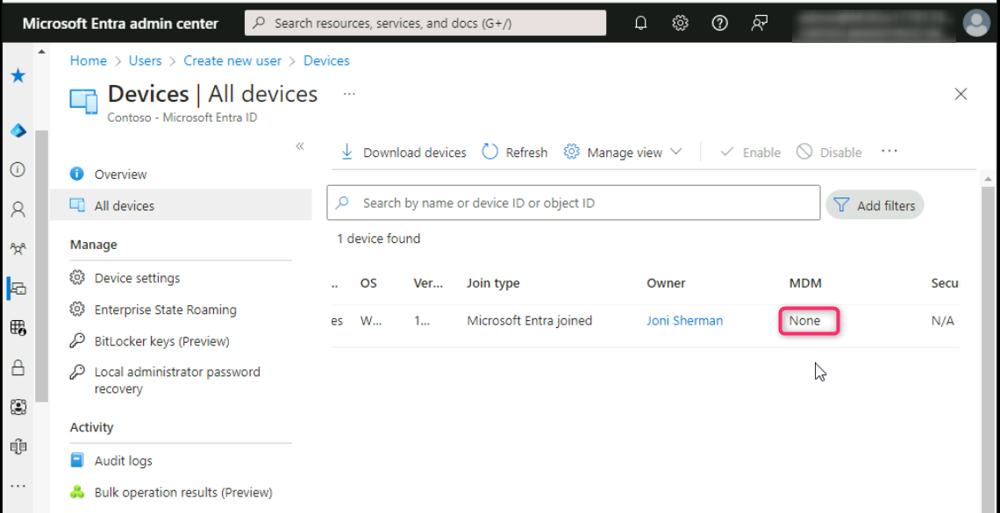 Microsoft Entra admin center
Search resources, services, and docs (G+/)
Home > Users > Create new user > Devices
Devices | All devices ...
Contoso - Microsoft Entra ID
«
Download devices Refresh Manage view Enable Disable ...
Overview
All devices
Search by name or device ID or object ID
Add filters
1 device found
Manage
Device settings
Enterprise State Roaming
BitLocker keys (Preview)
Local administrator password
recovery
Activity
Audit logs
Bulk operation results (Preview)
.. OS Ver... Join type Owner MDM Secu
es W... 1... Microsoft Entra joined Joni Sherman None N/A